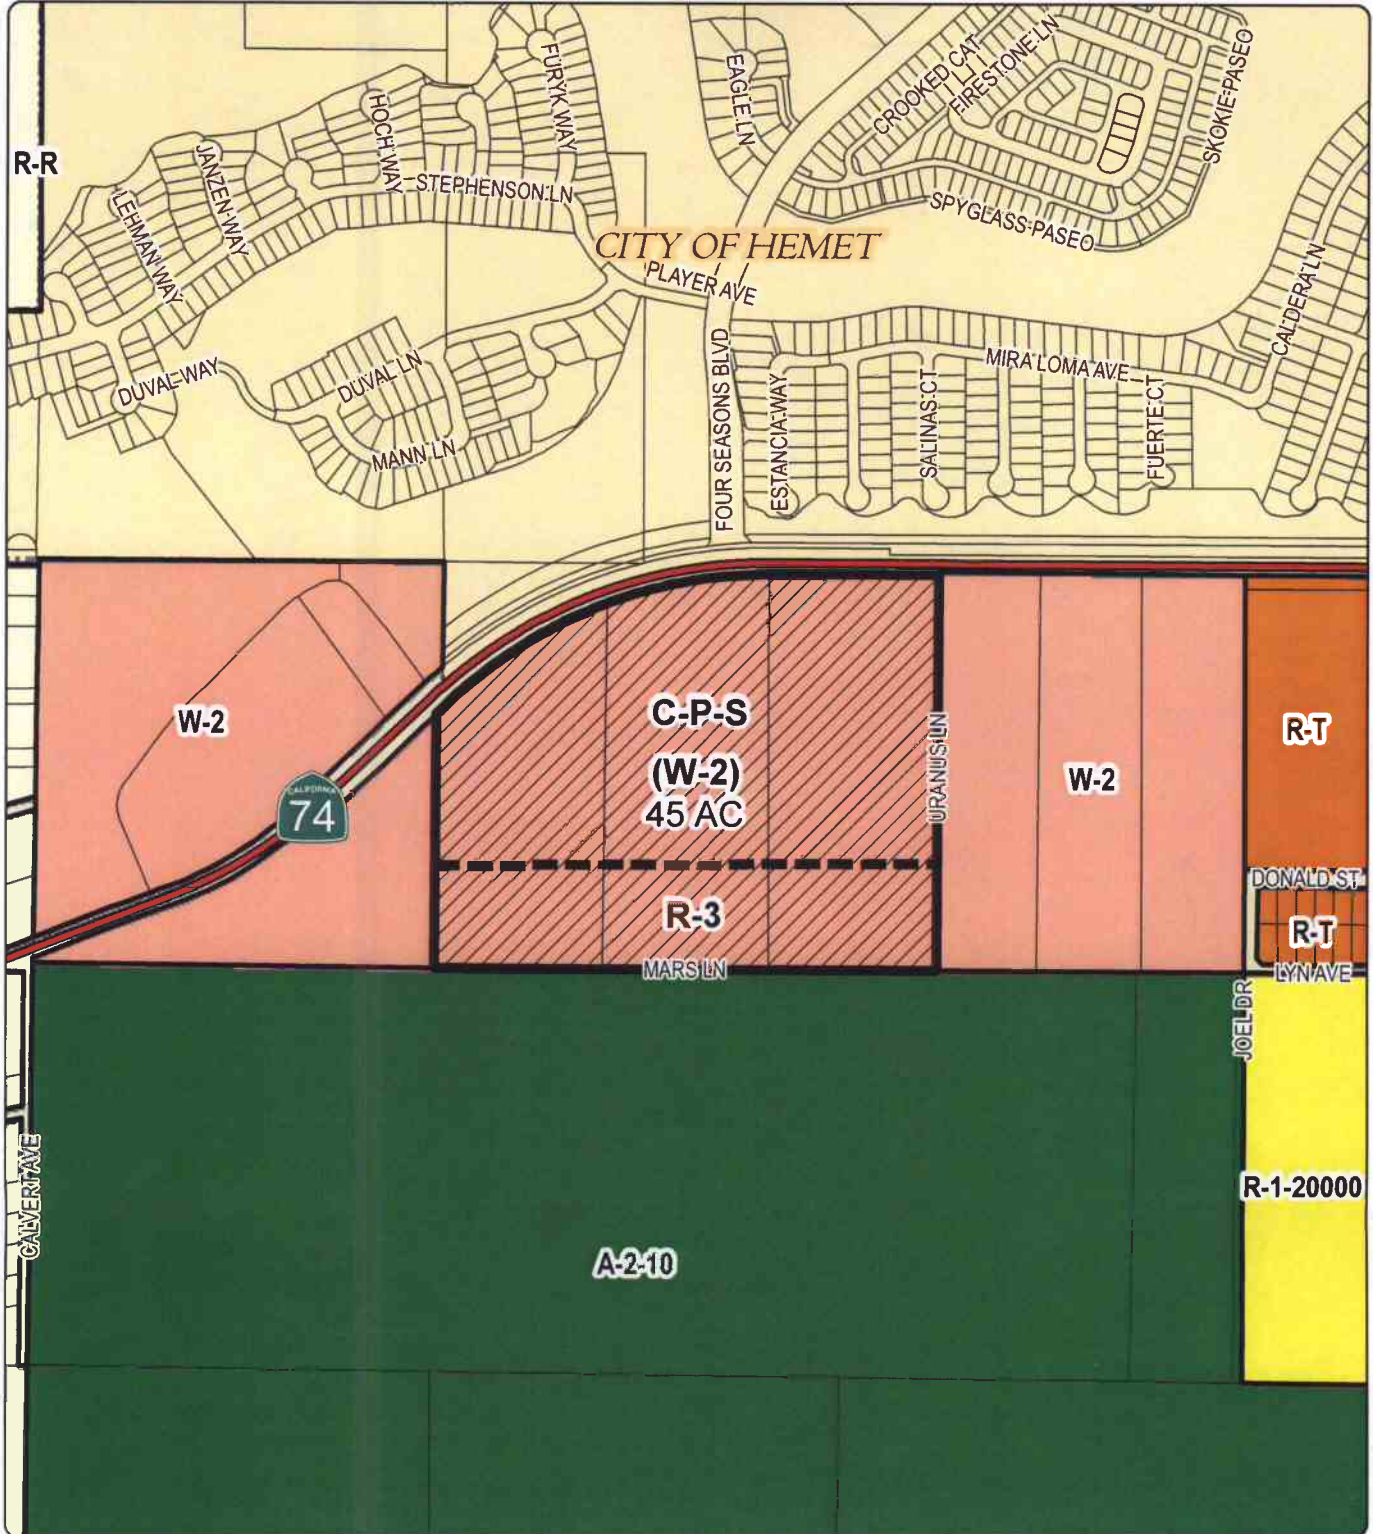 FURYK WAY
EAGLE LN
CROOKED CAT
FIRESTONE LN
SKOKIE PASEO
HOCH WAY
R-R
JANZEN WAY
STEPHENSON LN
LEHMAN WAY
SPYGLASS PASEO
CITY OF HEMET
PLAYER AVE
CALDERA LN
DUVAL WAY
DUVAL LN
MIRA LOMA AVE
FOUR SEASONS BLVD
ESTANCIA WAY
SALINAS CT
FUERTE CT
MANN LN
W-2
C-P-S
(W-2)
45 AC
URANUS LN
W-2
R-T
CALIFORNIA
74
DONALD ST
R-3
R-T
MARS LN
LYN AVE
JOEL DR
CALVERT AVE
R-1-20000
A-2-10